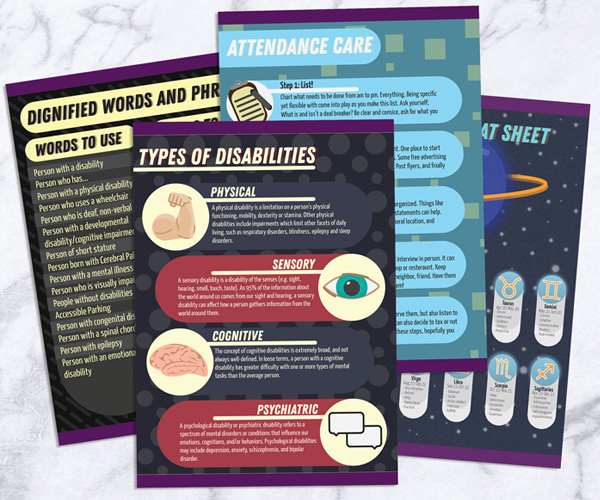 DIGNIFIED WORDS AND PHR
WORDS TO USE
Person with a disability
Person who has...
Person with a physical disability
Person who uses a wheelchair
Person who is deaf, non-verbal
Person with a developmental
disability/cognitive impairme
Person of short stature
Person born with Cerebral Pal
Person with a mental illness
Person who is visually impai
People without disabilities
Accessible Parking
Person with congenital dis
Person with a spinal chor
Person with epilepsy
Person with an emotiona
disability
ATTENDANCE CARE
Step 1: List!
Chart what needs to be done from am to pm. Everything. Being specific
yet flexible with come into play as you make this list. Ask yourself;
What is and isn't a deal breaker? Be clear and consice, ask for what you
t. One place to start
. Some free advertising
Post flyers, and finally
organized. Things like
statements can help.
neral location, and
interview in person. It can
op or resteraunt. Keep
neighbor, friend. Have them
them!
erve them, but also listen to
can also decide to tax or not
these steps, hopefully you
TYPES OF DISABILITIES
PHYSICAL
A physical disability is a limitation on a person's physical
functioning, mobility, dexterity or stamina. Other physical
disabilities include impairments which limit other facets of daily
living, such as respiratory disorders, blindness, epilepsy and sleep
disorders.
SENSORY
A sensory disability is a disability of the senses (e.g. sight,
hearing, smell, touch, taste). As 95% of the information about
the world around us comes from our sight and hearing, a sensory
disability can affect how a person gathers information from the
world around them.
COGNITIVE
The concept of cognitive disabilities is extremely broad, and not
always well-defined. In loose terms, a person with a cognitive
disability has greater difficulty with one or more types of mental
tasks than the average person.
PSYCHIATRIC
A psychological disability or psychiatric disability refers to a
spectrum of mental disorders or conditions that influence our
emotions, cognitions, and/or behaviors. Psychological disabilities
may include depression, anxiety, schizophrenia, and bipolar
disorder.
AT SHEET
Taurus
Gemini
Virgo
Libra
Scorpio
Sagittarius